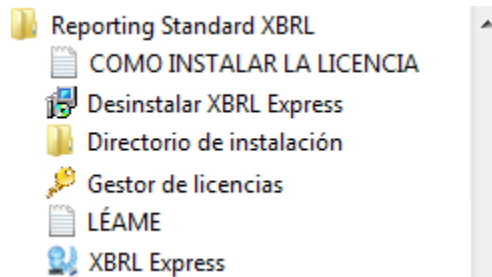 Reporting Standard XBRL
COMO INSTALAR LA LICENCIA
Desinstalar XBRL Express
Directorio de instalación
Gestor de licencias
LÉAME
XBRL Express